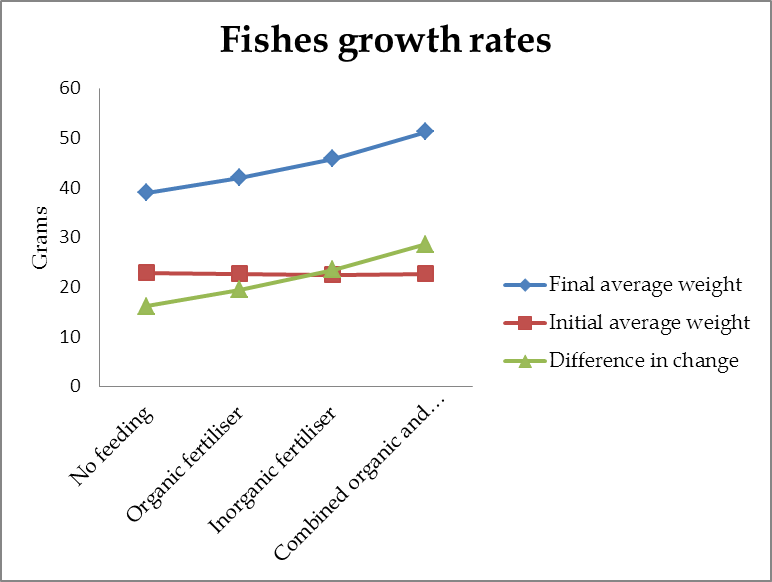 Fishes growth rates
60
50
40
30
20
10
0
Grams
No feeding
Organic fertiliser
Inorganic fertiliser
Combined organic and…
Final average weight
Initial average weight
Difference in change